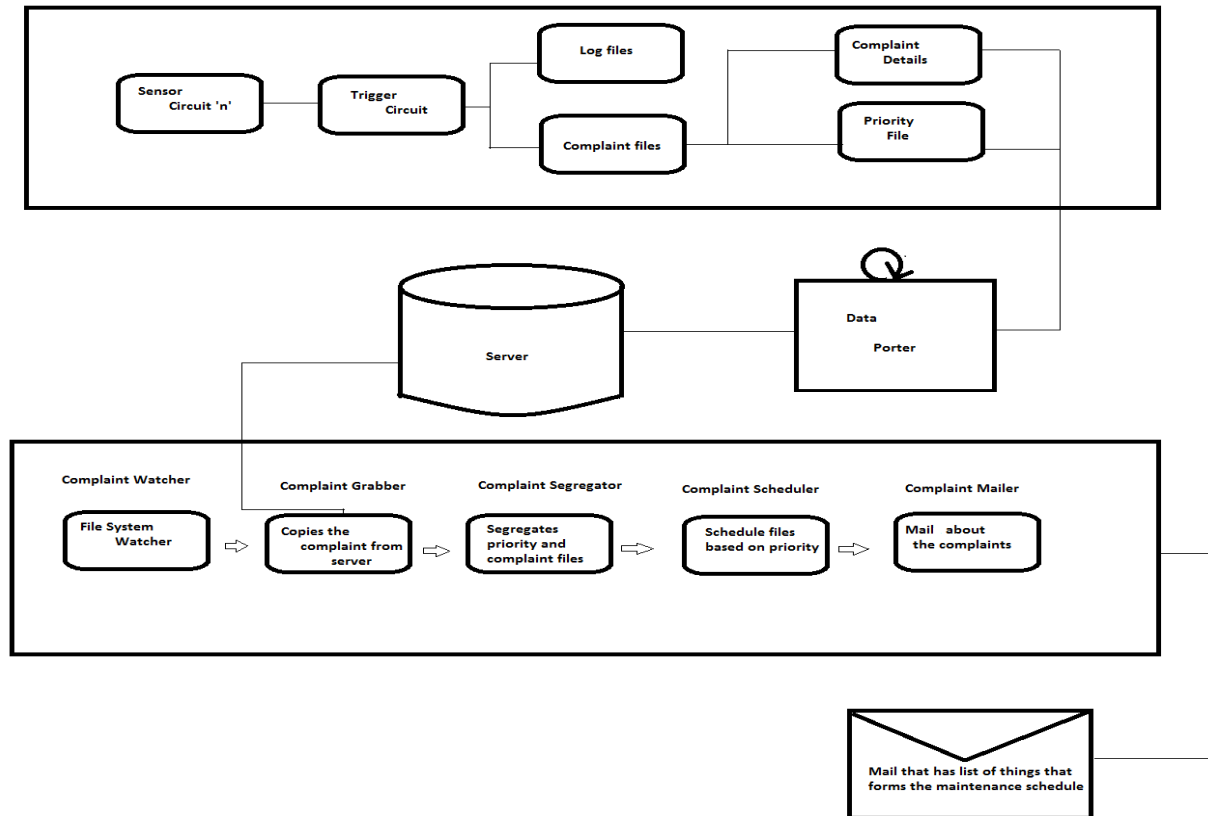 Log files
Complaint
Details
Sensor
Circuit 'n'
Trigger
Circuit
Priority
File
Complaint files
Data
Porter
Server
Complaint Watcher
Complaint Grabber
Complaint Segregator
Complaint Scheduler
Complaint Mailer
File System
Watcher
Copies the
complaint from
server
Segregates
priority and
complaint files
Schedule files
based on priority
Mail about
the complaints
Mail that has list of things that
forms the maintenance schedule